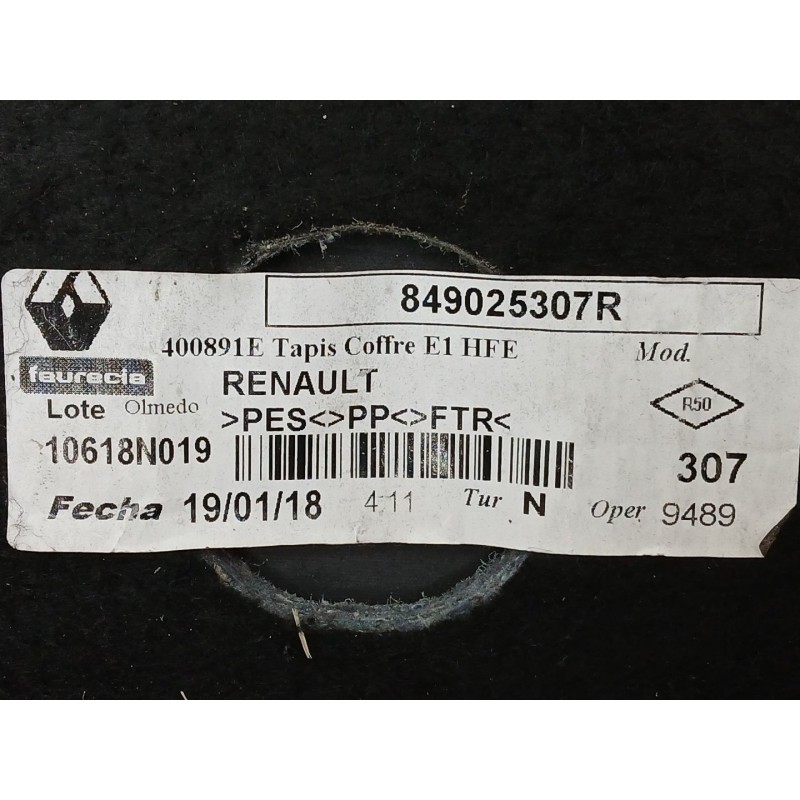 849025307R
400891E Tapis Coffre E1 HFE Mod.
faurecia RENAULT
Lote Olmedo >PES<>PP<>FTR< R50
10618N019 307
Fecha 19/01/18 4:11 Tur N Oper 9489